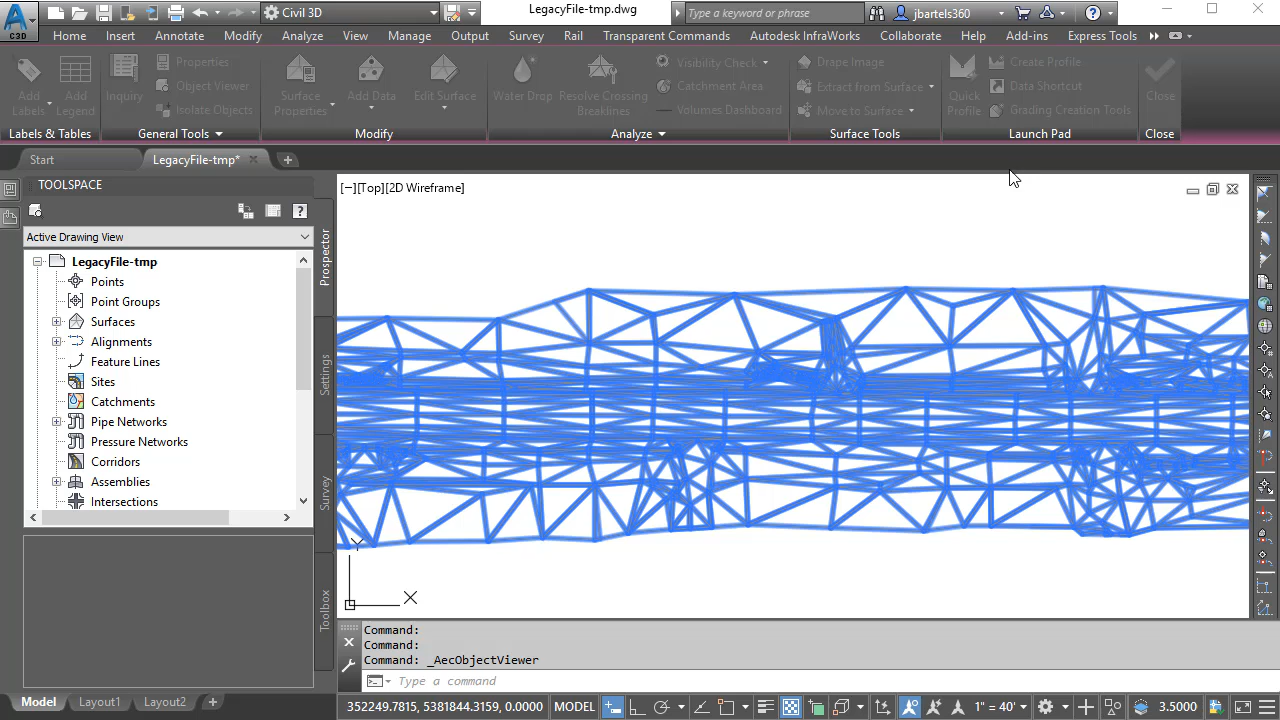 Civil 3D
LegacyFile-tmp.dwg
Type a keyword or phrase
jbartels360
C3D
Home Insert Annotate Modify Analyze View Manage Output Survey Rail Transparent Commands Autodesk InfraWorks Collaborate Help Add-ins Express Tools
Add Labels
Add Legend
Inquiry
Properties
Object Viewer
Isolate Objects
Surface Properties
Add Data
Edit Surface
Water Drop
Resolve Crossing Breaklines
Visibility Check
Catchment Area
Volumes Dashboard
Drape Image
Extract from Surface
Move to Surface
Quick Profile
Create Profile
Data Shortcut
Grading Creation Tools
Close
Labels & Tables General Tools Modify Analyze Surface Tools Launch Pad Close
Start LegacyFile-tmp*
TOOLSPACE
[−][Top][2D Wireframe]
Active Drawing View
LegacyFile-tmp
Points
Point Groups
Surfaces
Alignments
Feature Lines
Sites
Catchments
Pipe Networks
Pressure Networks
Corridors
Assemblies
Intersections
Prospector
Settings
Survey
Toolbox
Y
X
Command:
Command:
Command: _AecObjectViewer
Type a command
Model Layout1 Layout2
352249.7815, 5381844.3159, 0.0000 MODEL 1" = 40' 3.5000